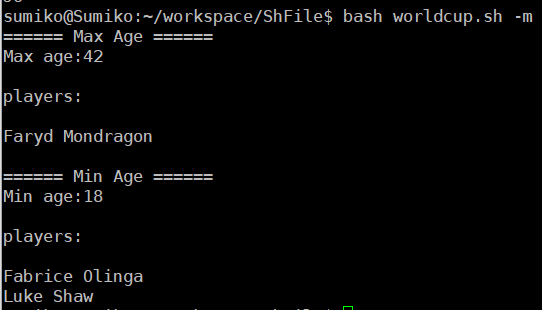 sumiko@Sumiko:~/workspace/ShFile$ bash worldcup.sh -m
====== Max Age ======
Max age:42
players:
Faryd Mondragon
====== Min Age ======
Min age:18
players:
Fabrice Olinga
Luke Shaw